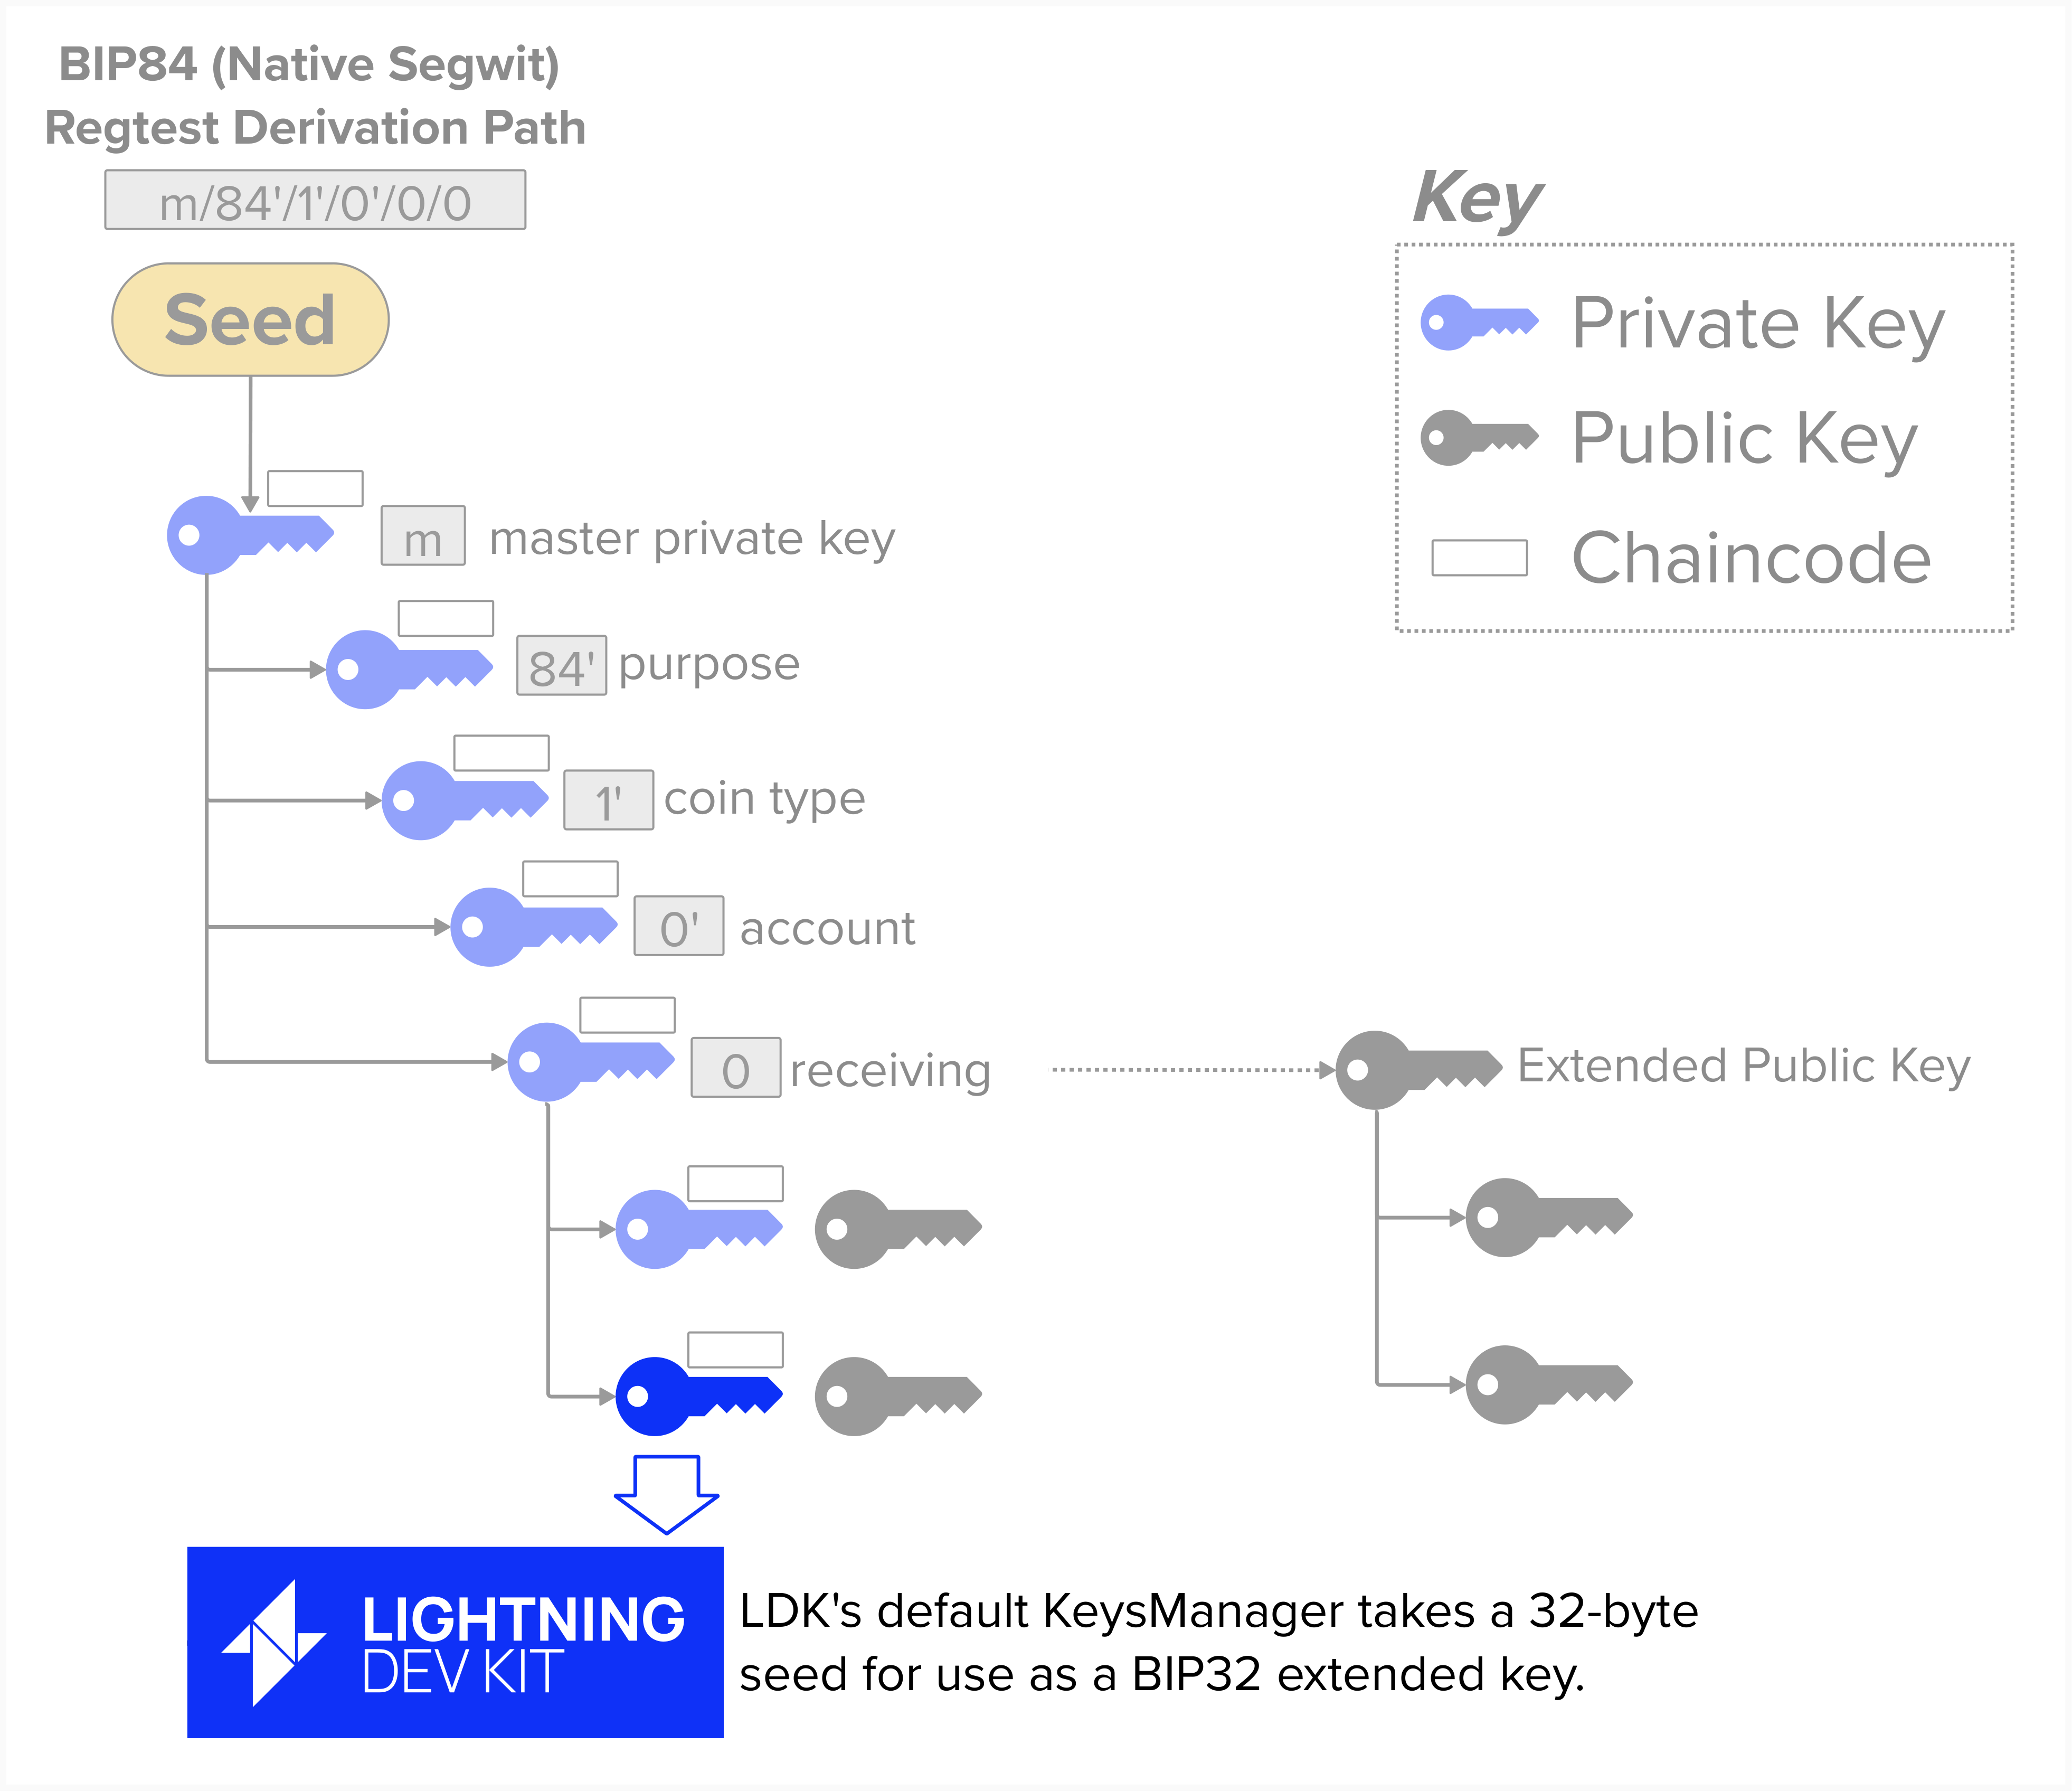 BIP84 (Native Segwit)
Regtest Derivation Path
m/84'/1'/0'/0/0
Seed
Key
Private Key
Public Key
Chaincode
m master private key
84' purpose
1' coin type
0' account
0 receiving
Extended Public Key
LIGHTNING
DEV KIT
LDK's default KeysManager takes a 32-byte
seed for use as a BIP32 extended key.